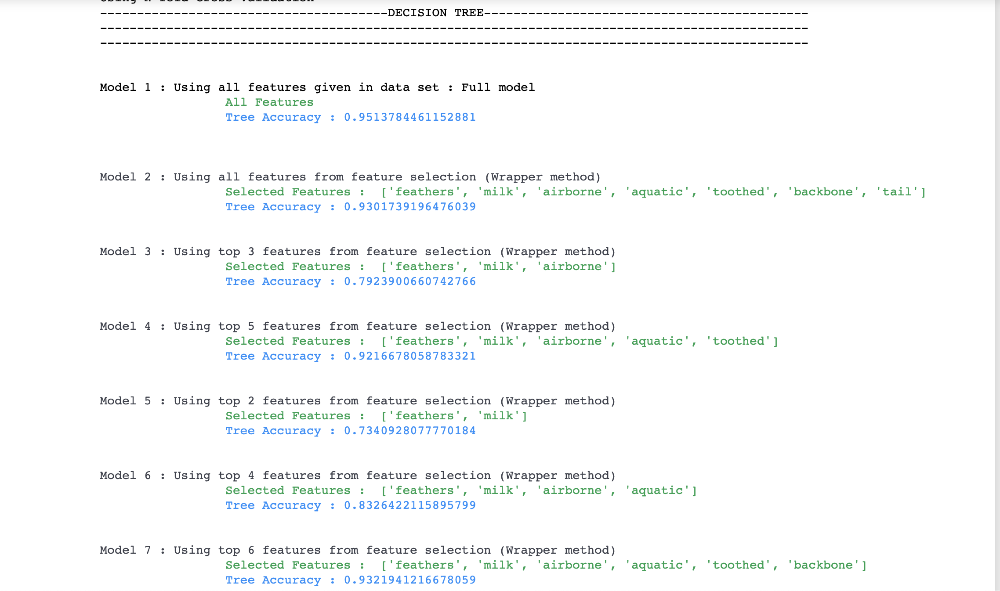 ---------------------------------------DECISION TREE--------------------------------------------
------------------------------------------------------------------------------------------------
------------------------------------------------------------------------------------------------
Model 1 : Using all features given in data set : Full model
All Features
Tree Accuracy : 0.9513784461152881
Model 2 : Using all features from feature selection (Wrapper method)
Selected Features :  ['feathers', 'milk', 'airborne', 'aquatic', 'toothed', 'backbone', 'tail']
Tree Accuracy : 0.9301739196476039
Model 3 : Using top 3 features from feature selection (Wrapper method)
Selected Features :  ['feathers', 'milk', 'airborne']
Tree Accuracy : 0.7923900660742766
Model 4 : Using top 5 features from feature selection (Wrapper method)
Selected Features :  ['feathers', 'milk', 'airborne', 'aquatic', 'toothed']
Tree Accuracy : 0.9216678058783321
Model 5 : Using top 2 features from feature selection (Wrapper method)
Selected Features :  ['feathers', 'milk']
Tree Accuracy : 0.7340928077770184
Model 6 : Using top 4 features from feature selection (Wrapper method)
Selected Features :  ['feathers', 'milk', 'airborne', 'aquatic']
Tree Accuracy : 0.8326422115895799
Model 7 : Using top 6 features from feature selection (Wrapper method)
Selected Features :  ['feathers', 'milk', 'airborne', 'aquatic', 'toothed', 'backbone']
Tree Accuracy : 0.9321941216678059